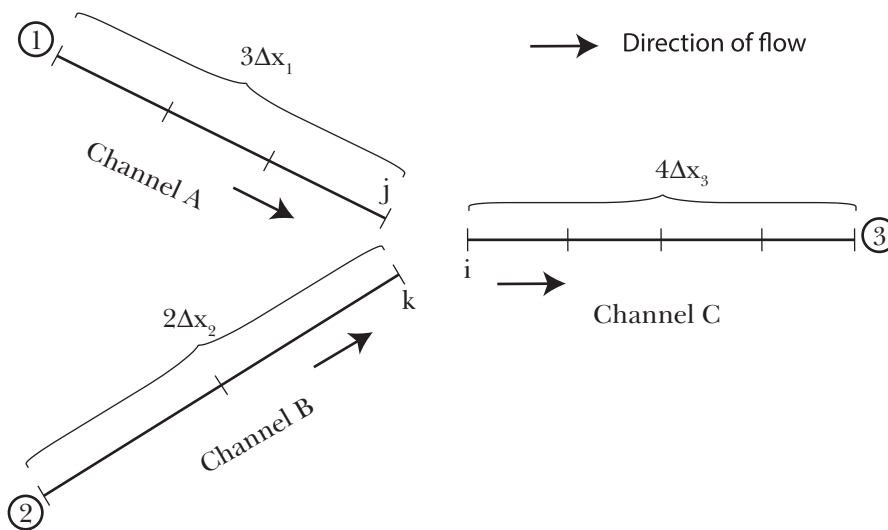 1
3Δx₁
Direction of flow
Channel A
j
4Δx₃
3
i
Channel C
2Δx₂
k
Channel B
2